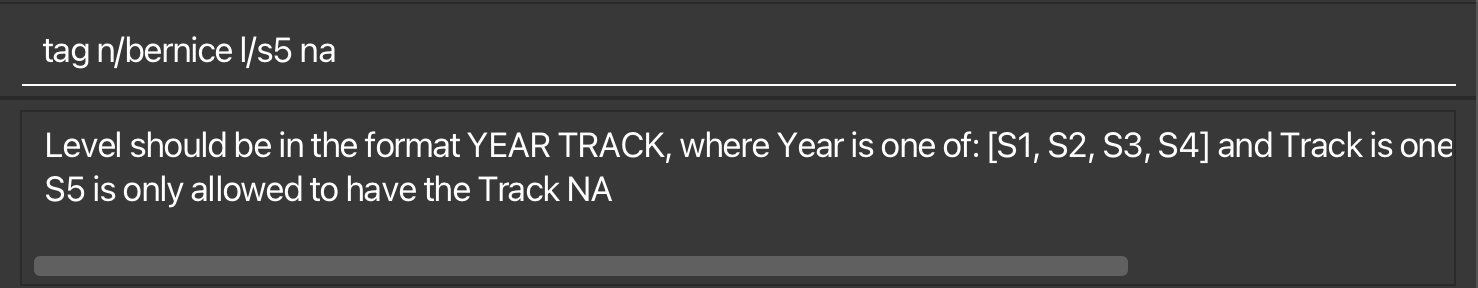 tag n/bernice l/s5 na
Level should be in the format YEAR TRACK, where Year is one of: [S1, S2, S3, S4] and Track is one
S5 is only allowed to have the Track NA